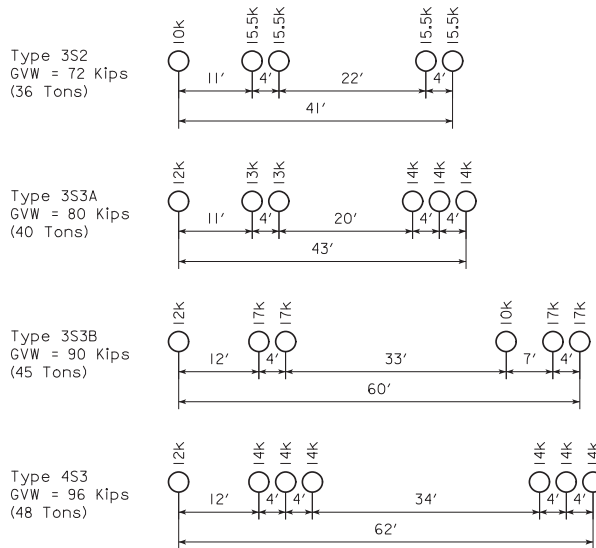 10k 15.5k 15.5k 15.5k 15.5k
Type 3S2
GVW = 72 Kips
(36 Tons)
11' 4' 22' 4'
41'
12k 13k 13k 14k 14k 14k
Type 3S3A
GVW = 80 Kips
(40 Tons)
11' 4' 20' 4' 4'
43'
12k 17k 17k 10k 17k 17k
Type 3S3B
GVW = 90 Kips
(45 Tons)
12' 4' 33' 7' 4'
60'
12k 14k 14k 14k 14k 14k 14k
Type 4S3
GVW = 96 Kips
(48 Tons)
12' 4' 4' 34' 4' 4'
62'